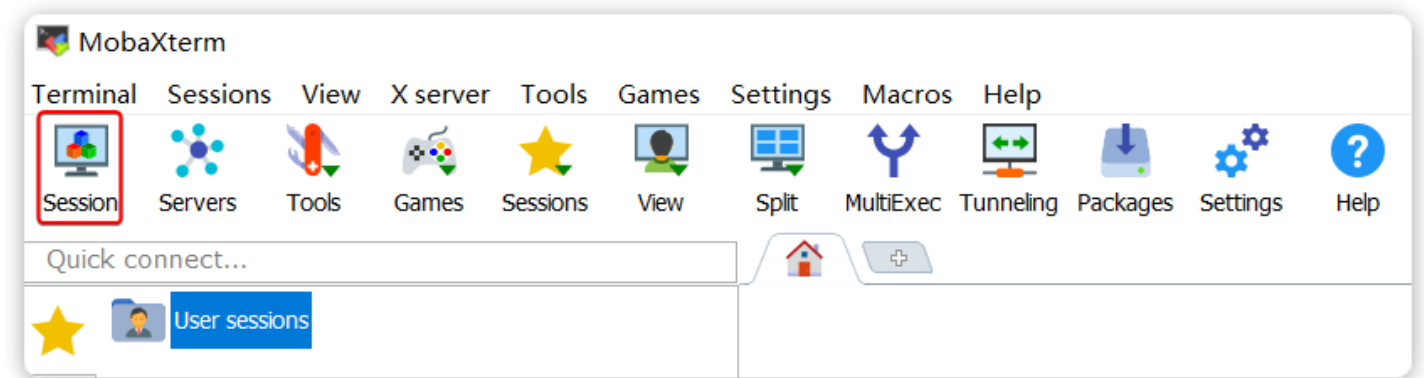 MobaXterm
Terminal Sessions View X server Tools Games Settings Macros Help
Session Servers Tools Games Sessions View Split MultiExec Tunneling Packages Settings Help
Quick connect...
User sessions